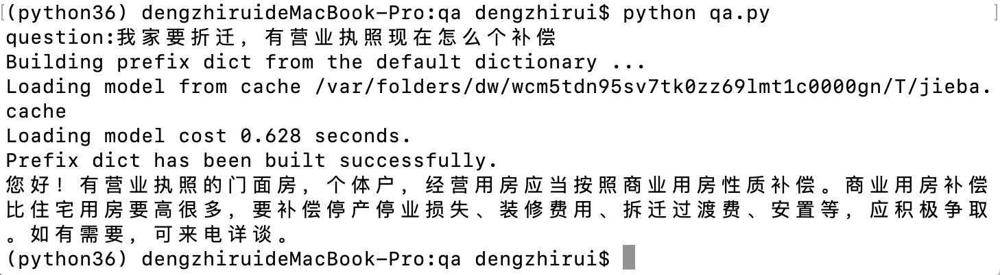 (python36) dengzhiruideMacBook-Pro:qa dengzhirui$ python qa.py
question:我家要折迁，有营业执照现在怎么个补偿
Building prefix dict from the default dictionary ...
Loading model from cache /var/folders/dw/wcm5tdn95sv7tk0zz69lmt1c0000gn/T/jieba.
cache
Loading model cost 0.628 seconds.
Prefix dict has been built successfully.
您好！有营业执照的门面房，个体户，经营用房应当按照商业用房性质补偿。商业用房补偿
比住宅用房要高很多，要补偿停产停业损失、装修费用、拆迁过渡费、安置等，应积极争取
。如有需要，可来电详谈。
(python36) dengzhiruideMacBook-Pro:qa dengzhirui$